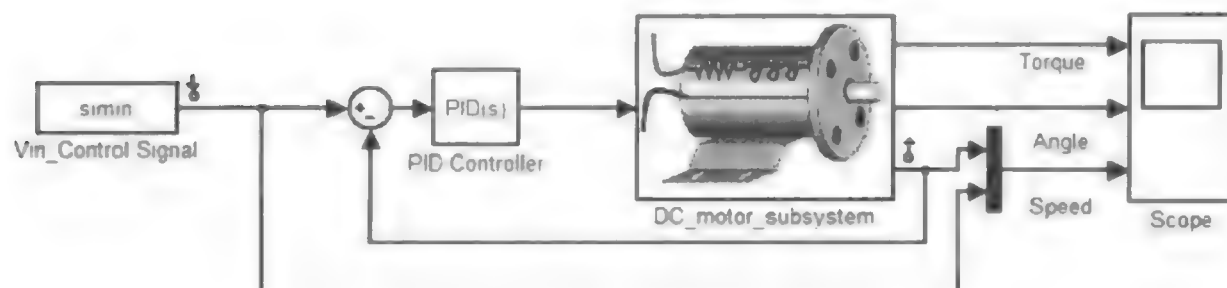 simin
Vin_Control Signal
PID(s)
PID Controller
DC_motor_subsystem
Torque
Angle
Speed
Scope